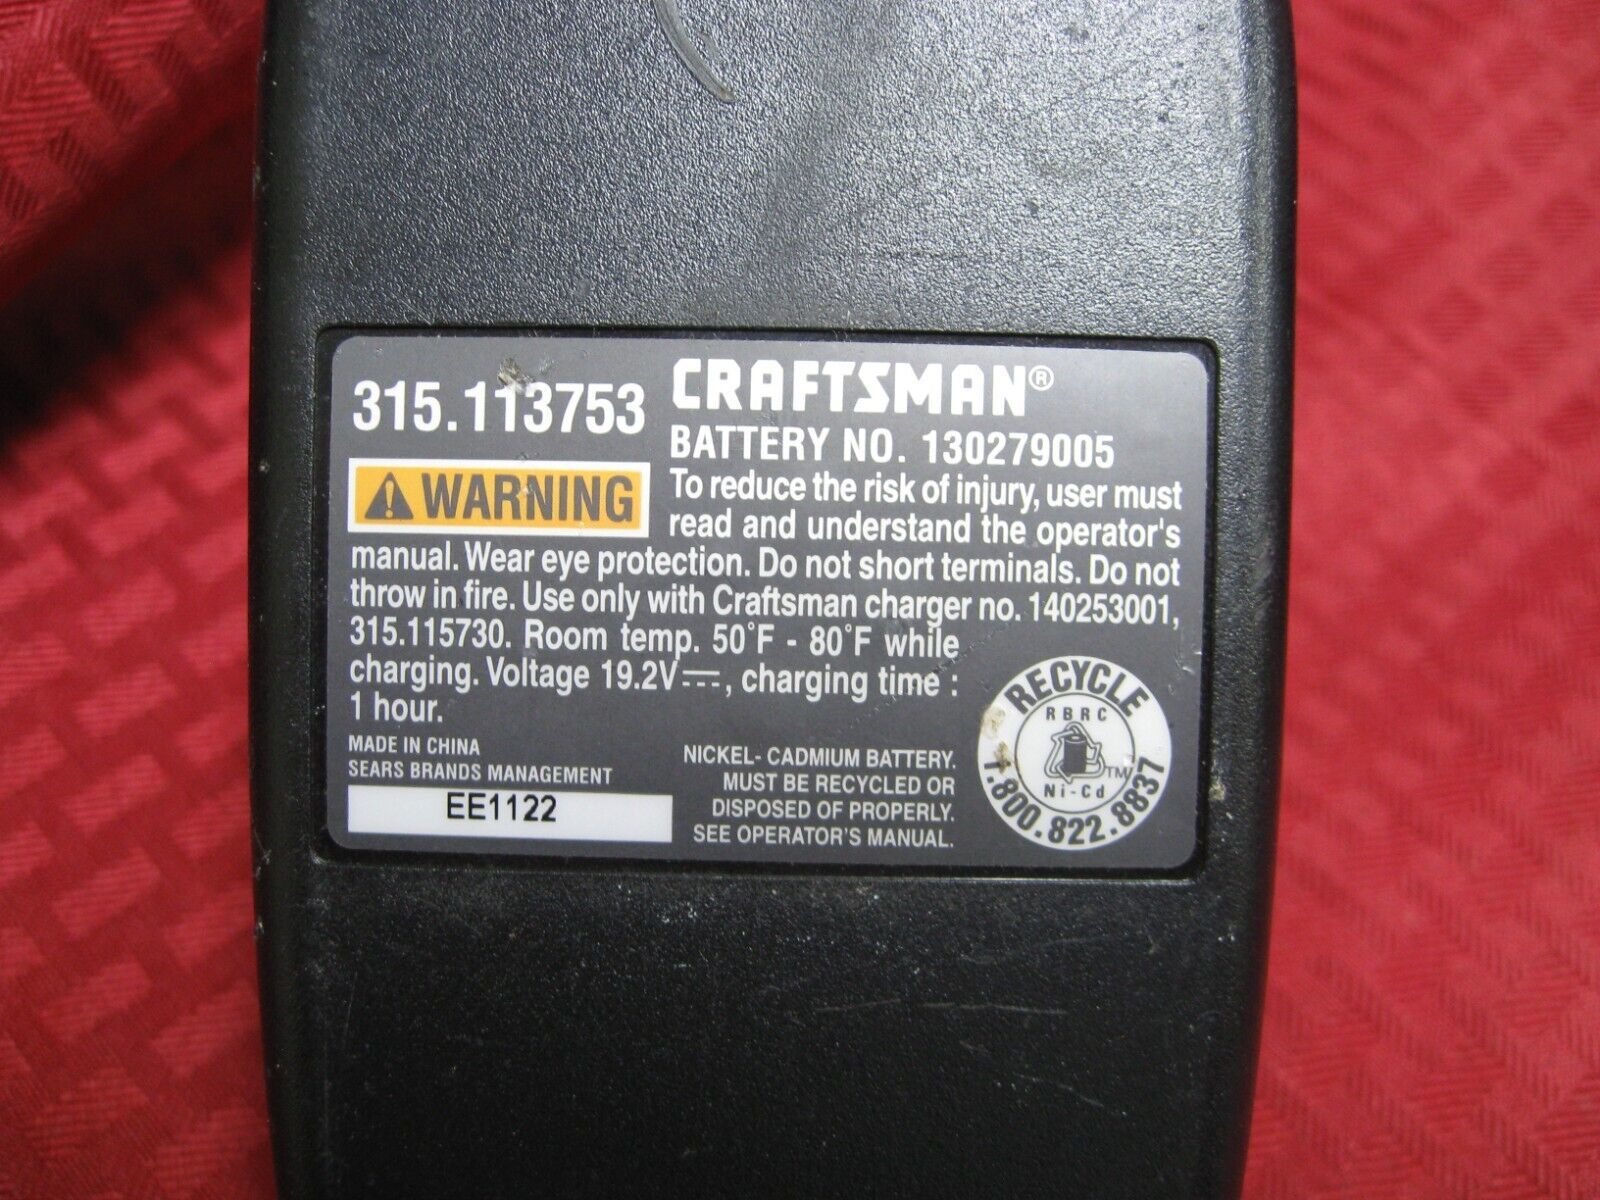 315.113753
CRAFTSMAN®
BATTERY NO. 130279005
⚠ WARNING
To reduce the risk of injury, user must
read and understand the operator's
manual. Wear eye protection. Do not short terminals. Do not
throw in fire. Use only with Craftsman charger no. 140253001,
315.115730. Room temp. 50°F - 80°F while
charging. Voltage 19.2V⎓, charging time :
1 hour.
MADE IN CHINA
SEARS BRANDS MANAGEMENT
EE1122
NICKEL- CADMIUM BATTERY.
MUST BE RECYCLED OR
DISPOSED OF PROPERLY.
SEE OPERATOR'S MANUAL.
RECYCLE
RBRC
TM
Ni-Cd
1.800.822.8837